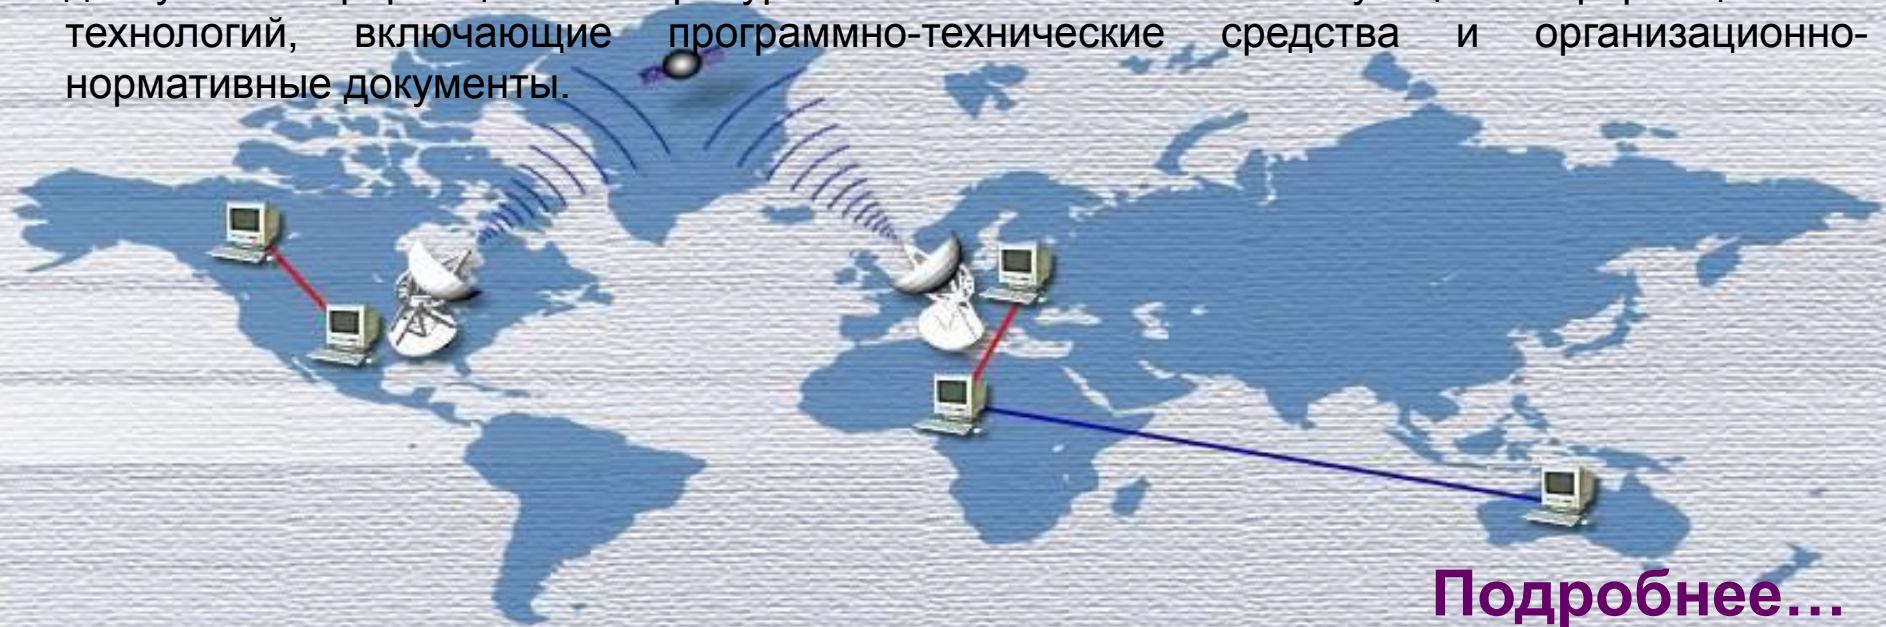 технологий, включающие программно-технические средства и организационно-
нормативные документы.
Подробнее...